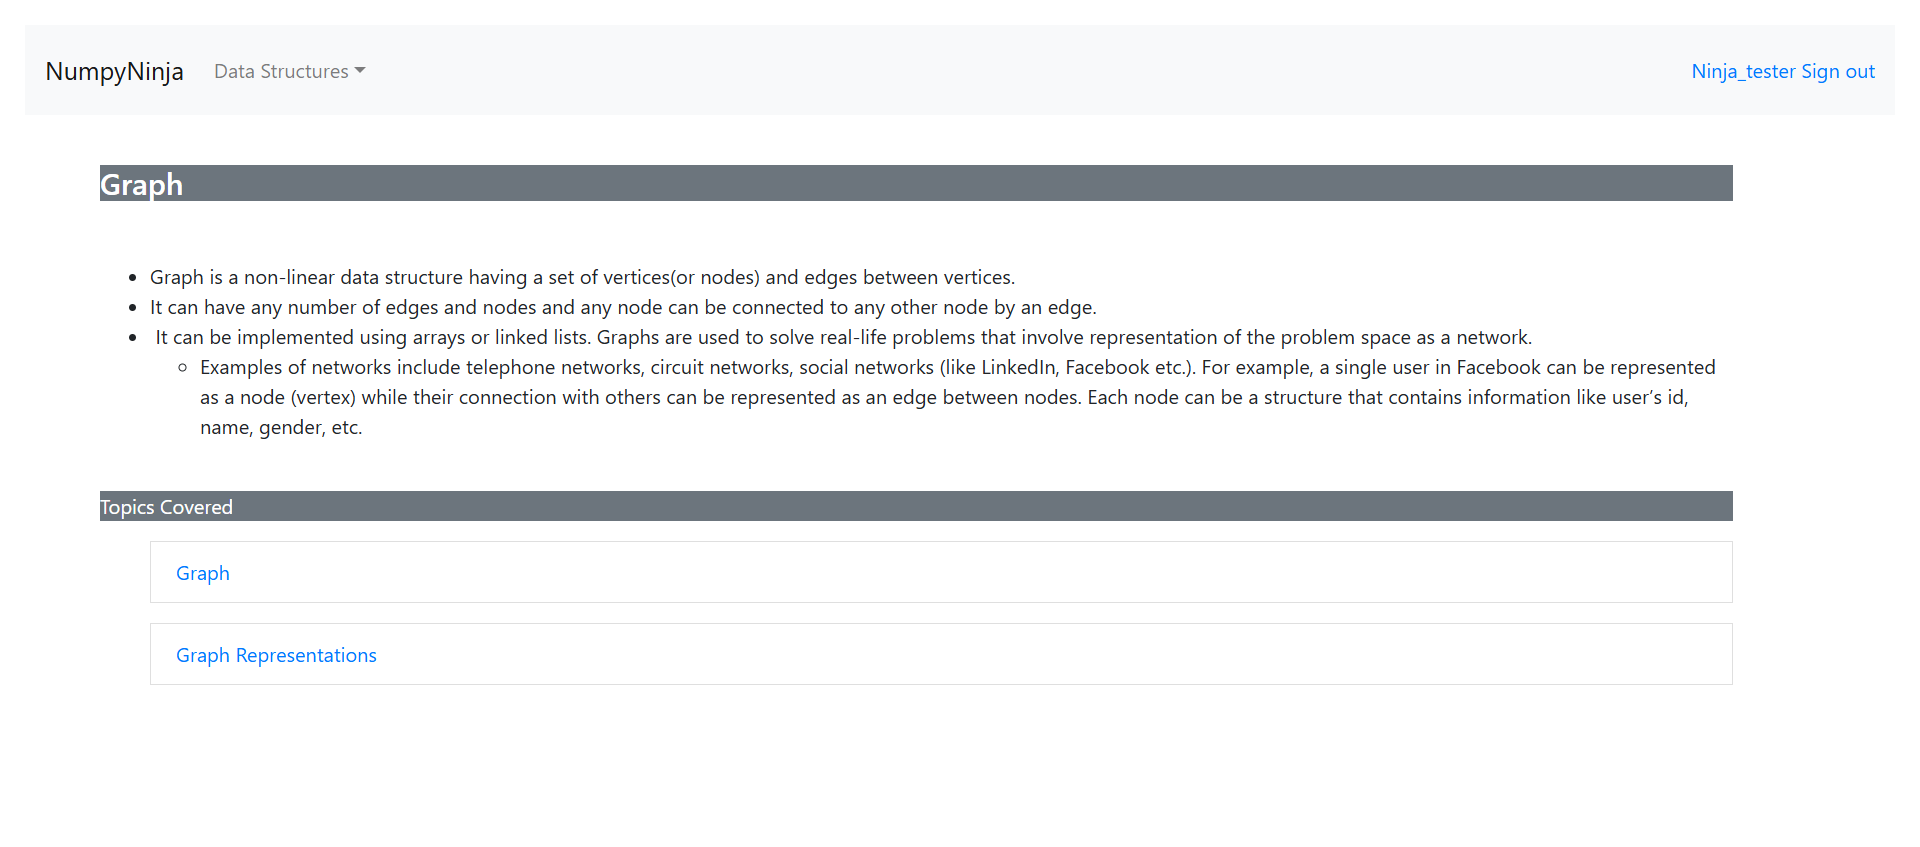 NumpyNinja Data Structures Ninja_tester Sign out
Graph
Graph is a non-linear data structure having a set of vertices(or nodes) and edges between vertices.
It can have any number of edges and nodes and any node can be connected to any other node by an edge.
It can be implemented using arrays or linked lists. Graphs are used to solve real-life problems that involve representation of the problem space as a network.
Examples of networks include telephone networks, circuit networks, social networks (like LinkedIn, Facebook etc.). For example, a single user in Facebook can be represented
as a node (vertex) while their connection with others can be represented as an edge between nodes. Each node can be a structure that contains information like user’s id,
name, gender, etc.
Topics Covered
Graph
Graph Representations